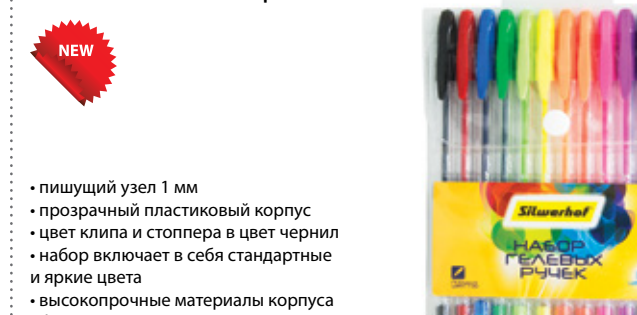 NEW
• пишущий узел 1 мм
• прозрачный пластиковый корпус
• цвет клипа и стоппера в цвет чернил
• набор включает в себя стандартные
и яркие цвета
• высокопрочные материалы корпуса
Silwerhof
НАБОР
ГЕЛЕВЫХ
РУЧЕК